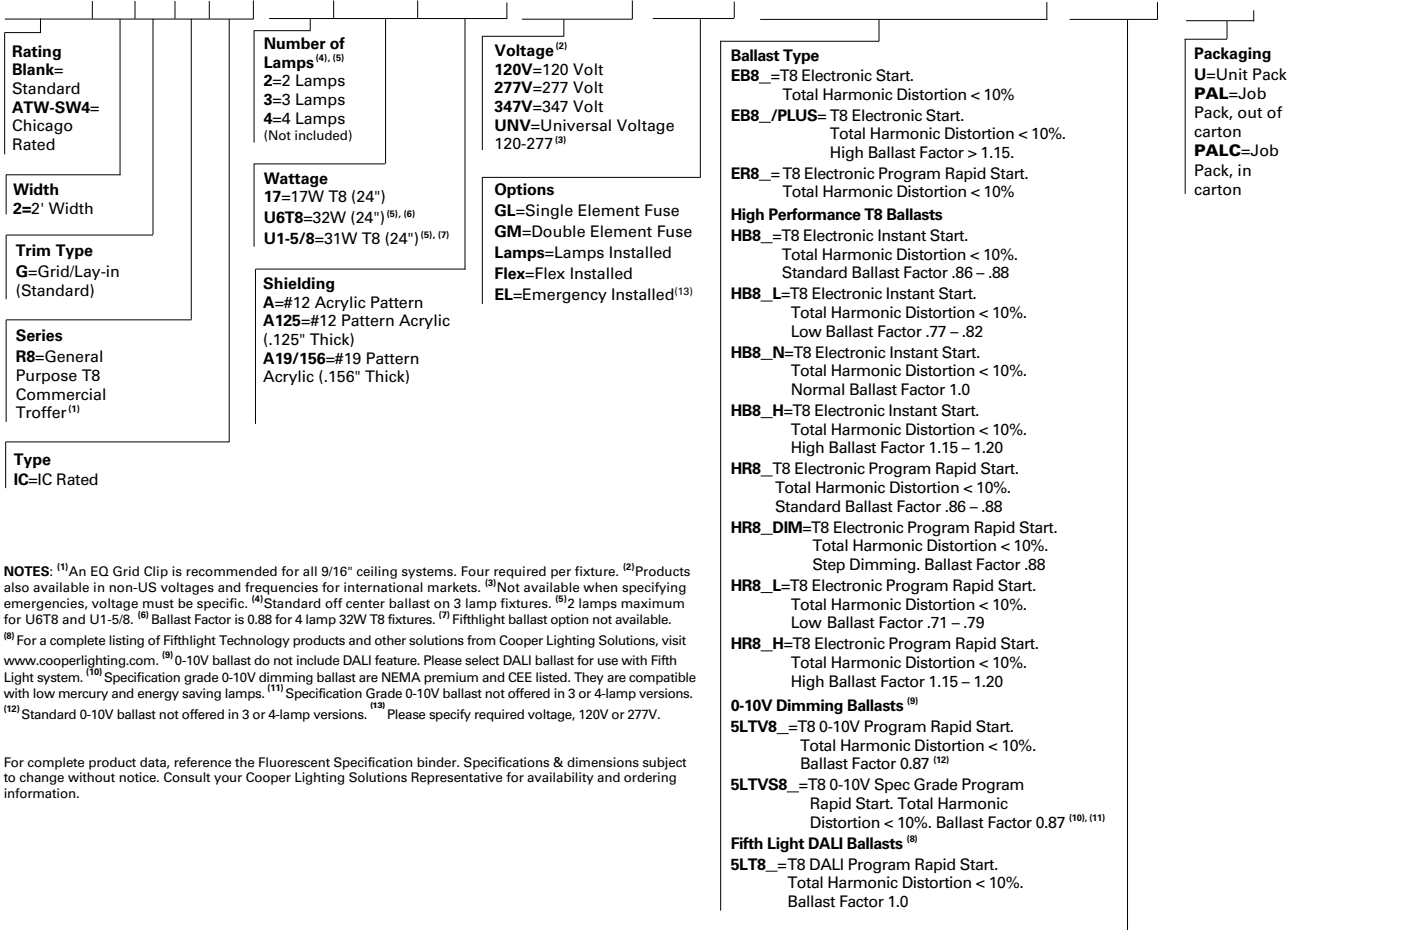 Rating
Blank=
Standard
ATW-SW4=
Chicago
Rated
Width
2=2' Width
Trim Type
G=Grid/Lay-in
(Standard)
Series
R8=General
Purpose T8
Commercial
Troffer (1)
Type
IC=IC Rated
Number of
Lamps (4), (5)
2=2 Lamps
3=3 Lamps
4=4 Lamps
(Not included)
Wattage
17=17W T8 (24")
U6T8=32W (24") (5), (6)
U1-5/8=31W T8 (24") (5), (7)
Shielding
A=#12 Acrylic Pattern
A125=#12 Pattern Acrylic
(.125" Thick)
A19/156=#19 Pattern
Acrylic (.156" Thick)
Voltage (2)
120V=120 Volt
277V=277 Volt
347V=347 Volt
UNV=Universal Voltage
120-277 (3)
Options
GL=Single Element Fuse
GM=Double Element Fuse
Lamps=Lamps Installed
Flex=Flex Installed
EL=Emergency Installed(13)
Ballast Type
EB8_=T8 Electronic Start.
Total Harmonic Distortion < 10%
EB8_/PLUS= T8 Electronic Start.
Total Harmonic Distortion < 10%.
High Ballast Factor > 1.15.
ER8_= T8 Electronic Program Rapid Start.
Total Harmonic Distortion < 10%
High Performance T8 Ballasts
HB8_=T8 Electronic Instant Start.
Total Harmonic Distortion < 10%.
Standard Ballast Factor .86 – .88
HB8_L=T8 Electronic Instant Start.
Total Harmonic Distortion < 10%.
Low Ballast Factor .77 – .82
HB8_N=T8 Electronic Instant Start.
Total Harmonic Distortion < 10%.
Normal Ballast Factor 1.0
HB8_H=T8 Electronic Instant Start.
Total Harmonic Distortion < 10%.
High Ballast Factor 1.15 – 1.20
HR8_T8 Electronic Program Rapid Start.
Total Harmonic Distortion < 10%.
Standard Ballast Factor .86 – .88
HR8_DIM=T8 Electronic Program Rapid Start.
Total Harmonic Distortion < 10%.
Step Dimming. Ballast Factor .88
HR8_L=T8 Electronic Program Rapid Start.
Total Harmonic Distortion < 10%.
Low Ballast Factor .71 – .79
HR8_H=T8 Electronic Program Rapid Start.
Total Harmonic Distortion < 10%.
High Ballast Factor 1.15 – 1.20
0-10V Dimming Ballasts (9)
5LTV8_=T8 0-10V Program Rapid Start.
Total Harmonic Distortion < 10%.
Ballast Factor 0.87 (12)
5LTVS8_=T8 0-10V Spec Grade Program
Rapid Start. Total Harmonic
Distortion < 10%. Ballast Factor 0.87 (10), (11)
Fifth Light DALI Ballasts (8)
5LT8_=T8 DALI Program Rapid Start.
Total Harmonic Distortion < 10%.
Ballast Factor 1.0
Packaging
U=Unit Pack
PAL=Job
Pack, out of
carton
PALC=Job
Pack, in
carton
NOTES: (1)An EQ Grid Clip is recommended for all 9/16" ceiling systems. Four required per fixture. (2)Products
also available in non-US voltages and frequencies for international markets. (3)Not available when specifying
emergencies, voltage must be specific. (4)Standard off center ballast on 3 lamp fixtures. (5)2 lamps maximum
for U6T8 and U1-5/8. (6) Ballast Factor is 0.88 for 4 lamp 32W T8 fixtures. (7) Fifthlight ballast option not available.
(8) For a complete listing of Fifthlight Technology products and other solutions from Cooper Lighting Solutions, visit
www.cooperlighting.com. (9) 0-10V ballast do not include DALI feature. Please select DALI ballast for use with Fifth
Light system. (10) Specification grade 0-10V dimming ballast are NEMA premium and CEE listed. They are compatible
with low mercury and energy saving lamps. (11) Specification Grade 0-10V ballast not offered in 3 or 4-lamp versions.
(12) Standard 0-10V ballast not offered in 3 or 4-lamp versions. (13) Please specify required voltage, 120V or 277V.
For complete product data, reference the Fluorescent Specification binder. Specifications & dimensions subject
to change without notice. Consult your Cooper Lighting Solutions Representative for availability and ordering
information.